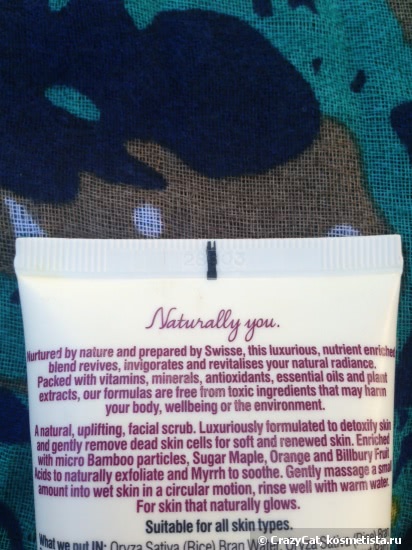 Naturally you.
Nurtured by nature and prepared by Swisse, this luxurious, nutrient enriched
blend revives, invigorates and revitalises your natural radiance.
Packed with vitamins, minerals, antioxidants, essential oils and plant
extracts, our formulas are free from toxic ingredients that may harm
your body, wellbeing or the environment.
A natural, uplifting, facial scrub. Luxuriously formulated to detoxify skin
and gently remove dead skin cells for soft and renewed skin. Enriched
with micro Bamboo particles, Sugar Maple, Orange and Billbury Fruit
Acids to naturally exfoliate and Myrrh to soothe. Gently massage a small
amount into wet skin in a circular motion, rinse well with warm water.
For skin that naturally glows.
Suitable for all skin types.
What we put IN: Oryza Sativa (Rice) Bran Water, Oryza Sativa (Rice) Bran
© CrazyCat, kosmetista.ru